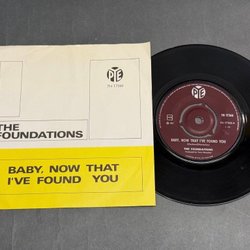 PYE
7N 17366
THE
FOUNDATIONS
BABY, NOW THAT
I'VE FOUND YOU
PYE
7N 17366
BABY, NOW THAT I'VE FOUND YOU
THE FOUNDATIONS